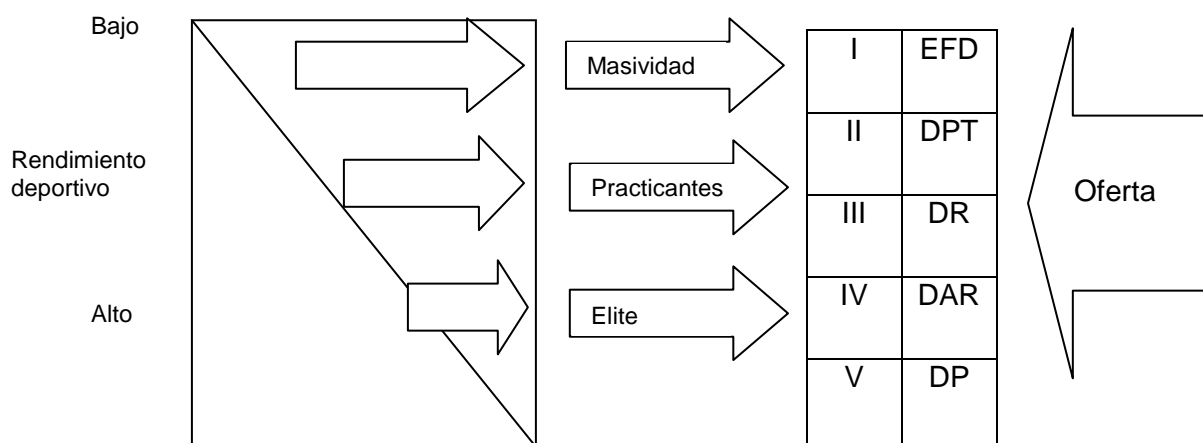 Bajo
Masividad
I EFD
Rendimiento
deportivo
II DPT
Practicantes
Oferta
III DR
Alto
Elite
IV DAR
V DP